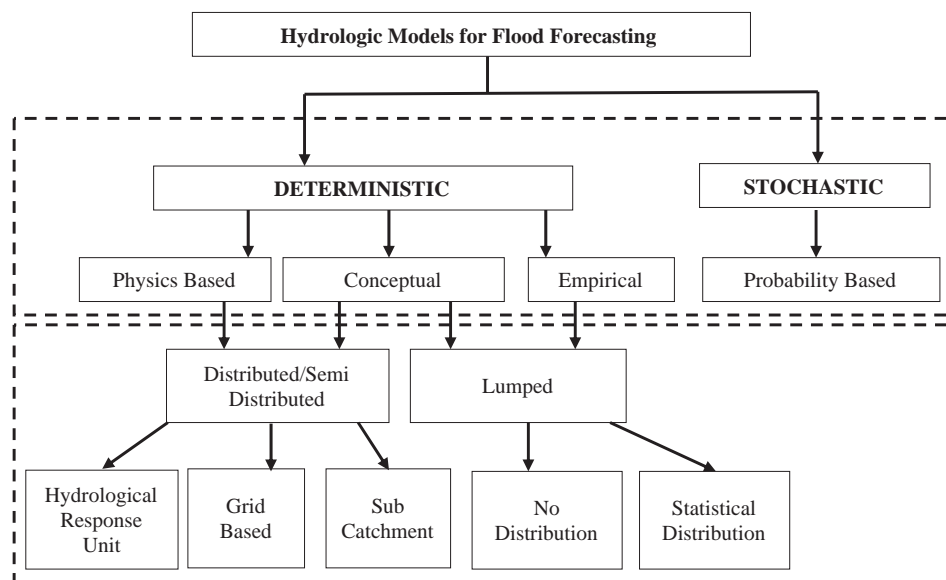 Hydrologic Models for Flood Forecasting
DETERMINISTIC
STOCHASTIC
Physics Based
Conceptual
Empirical
Probability Based
Distributed/Semi
Distributed
Lumped
Hydrological
Response
Unit
Grid
Based
Sub
Catchment
No
Distribution
Statistical
Distribution